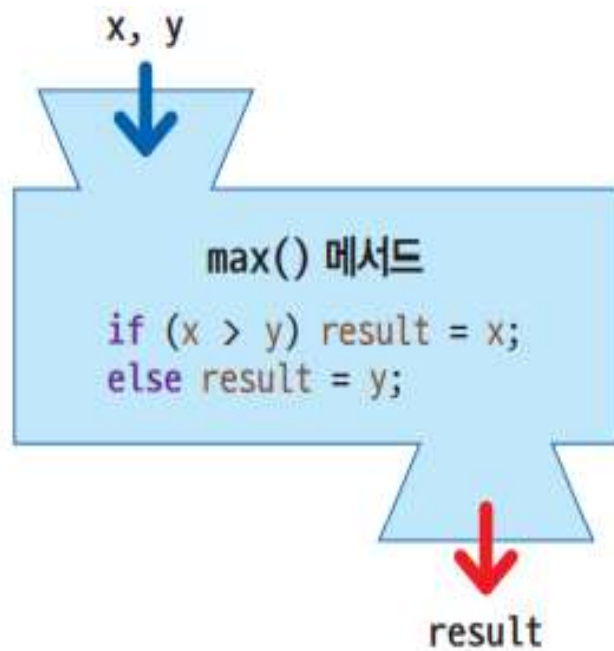 x, y
max() 메서드
if (x > y) result = x;
else result = y;
result